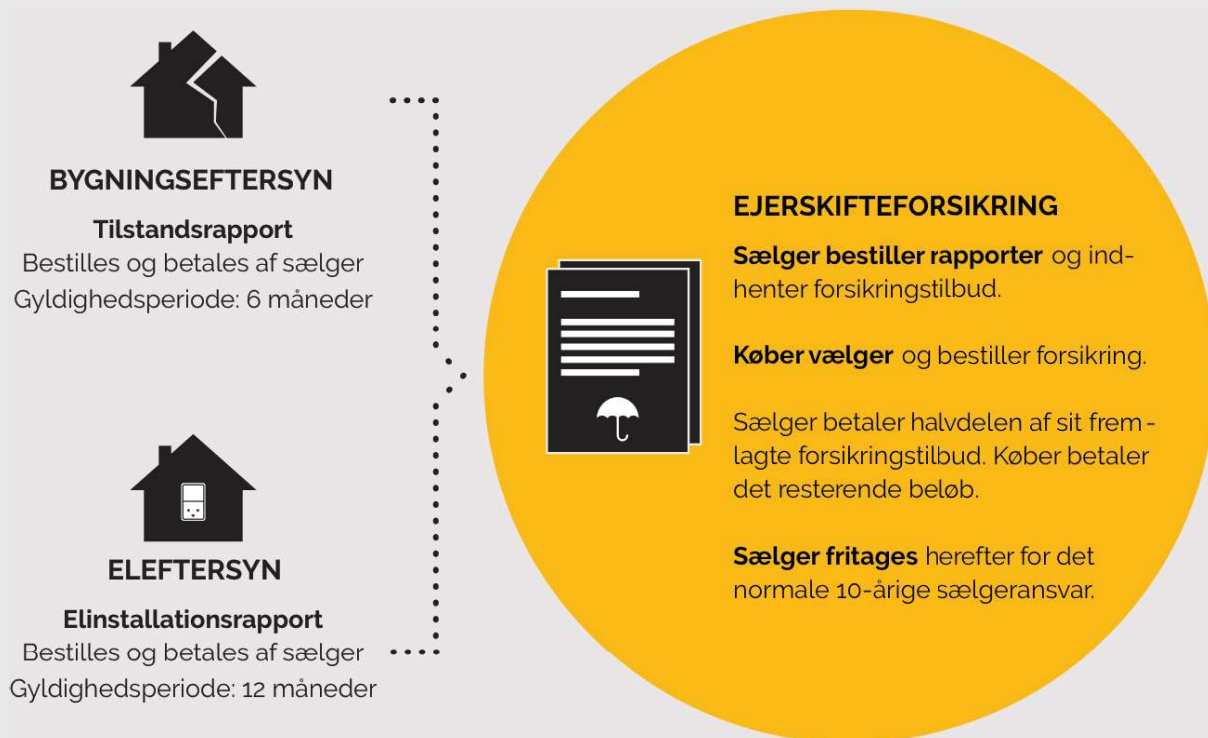 BYGNINGSEFTERSYN
Tilstandsrapport
Bestilles og betales af sælger
Gyldighedsperiode: 6 måneder
ELEFTERSYN
Elinstallationsrapport
Bestilles og betales af sælger
Gyldighedsperiode: 12 måneder
EJERSKIFTEFORSIKRING
Sælger bestiller rapporter og ind-
henter forsikringstilbud.
Køber vælger og bestiller forsikring.
Sælger betaler halvdelen af sit frem-
lagte forsikringstilbud. Køber betaler
det resterende beløb.
Sælger fritages herefter for det
normale 10-årige sælgeransvar.